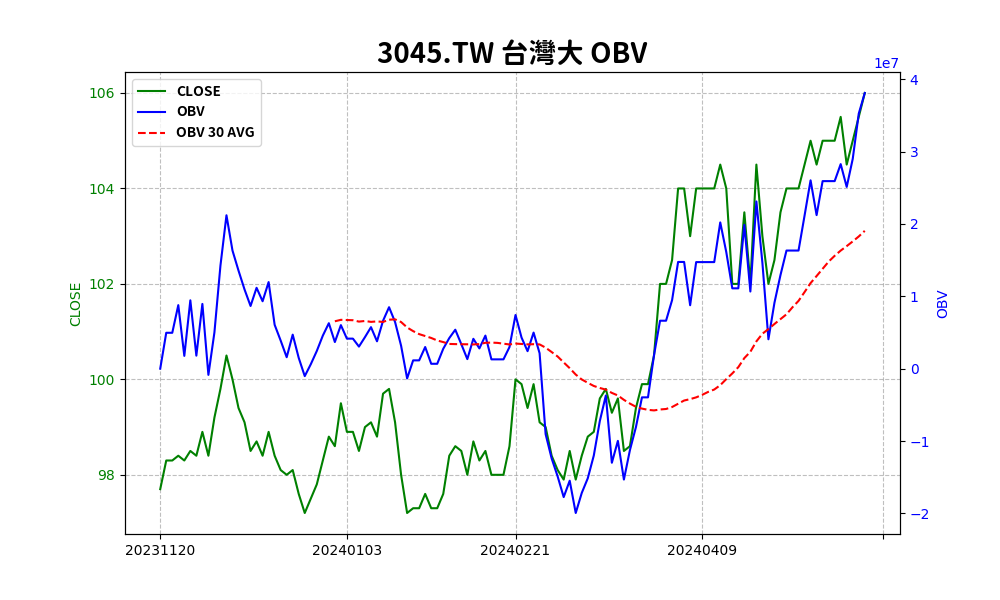 3045.TW 台灣大 OBV
1e7
CLOSE
OBV
OBV 30 AVG
106
104
102
100
98
CLOSE
4
3
2
1
0
−1
−2
OBV
20231120
20240103
20240221
20240409